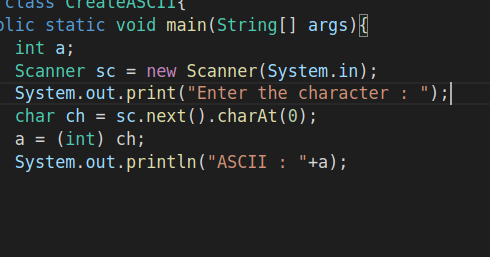 class CreateASCII{
static void main(String[] args){
int a;
Scanner sc = new Scanner(System.in);
System.out.print("Enter the character : ");
char ch = sc.next().charAt(0);
a = (int) ch;
System.out.println("ASCII : "+a);